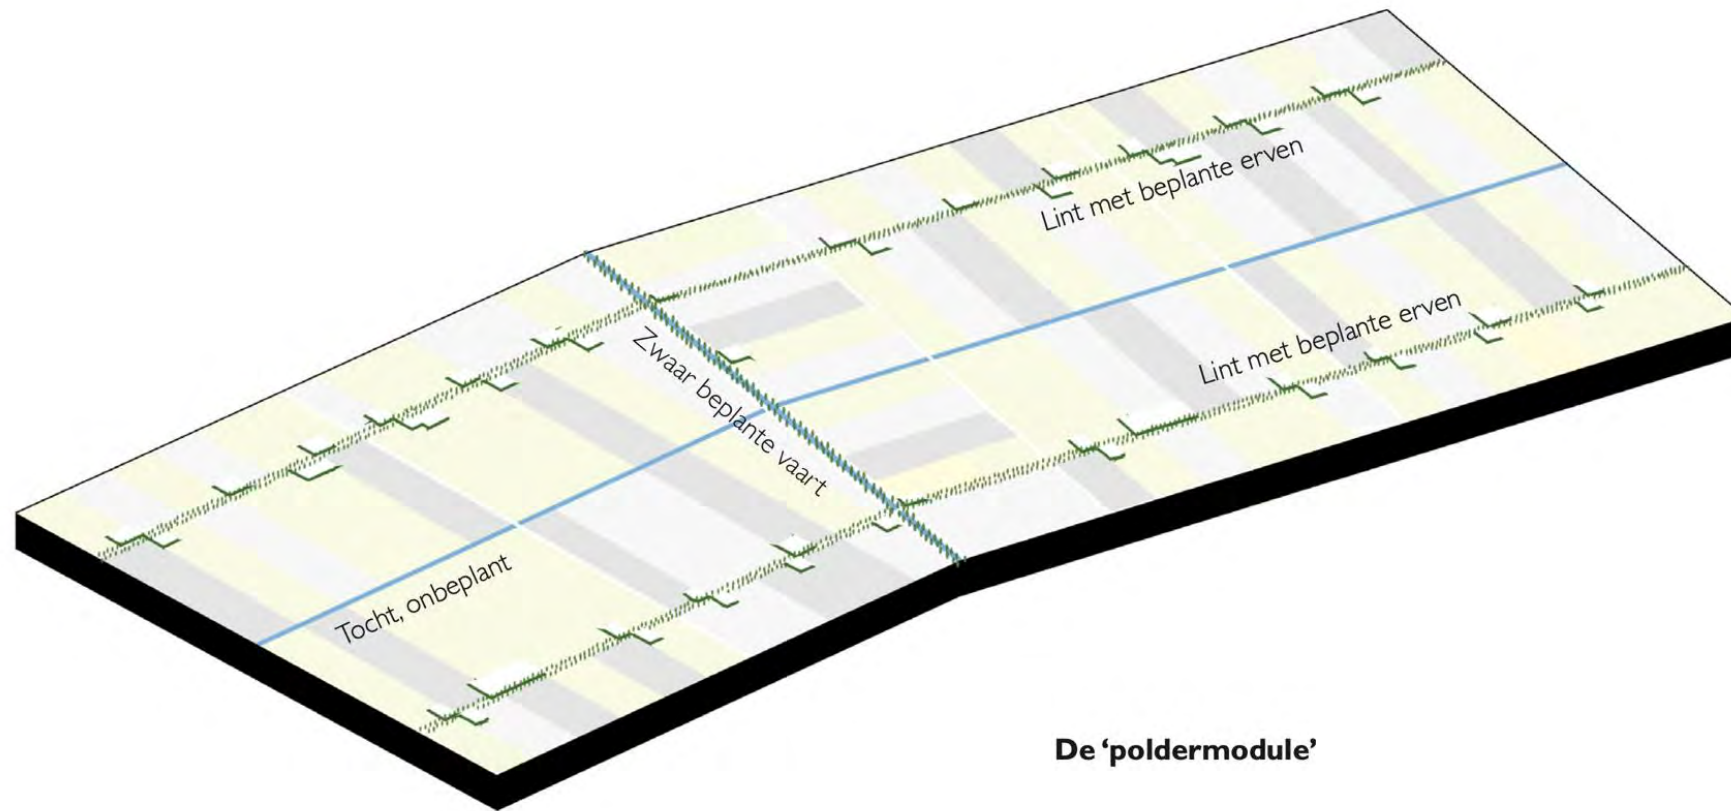 Lint met beplante erven
Lint met beplante erven
Zwaar beplante vaart
Tocht, onbeplant
De ‘poldermodule’